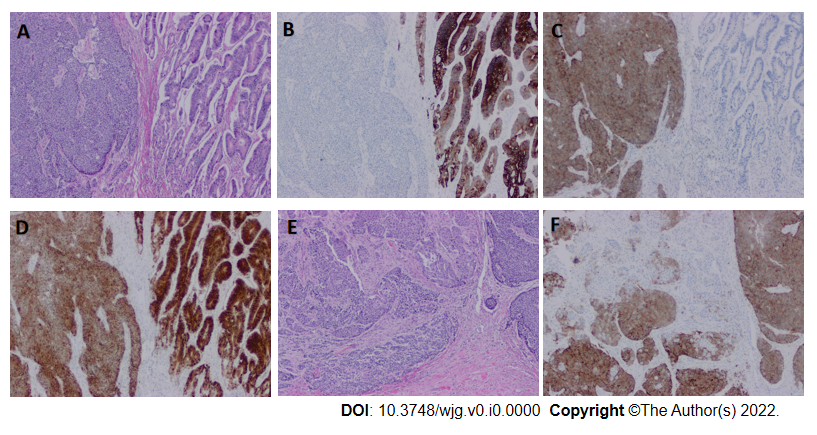 A
B
C
D
E
F
DOI: 10.3748/wjg.v0.i0.0000 Copyright ©The Author(s) 2022.